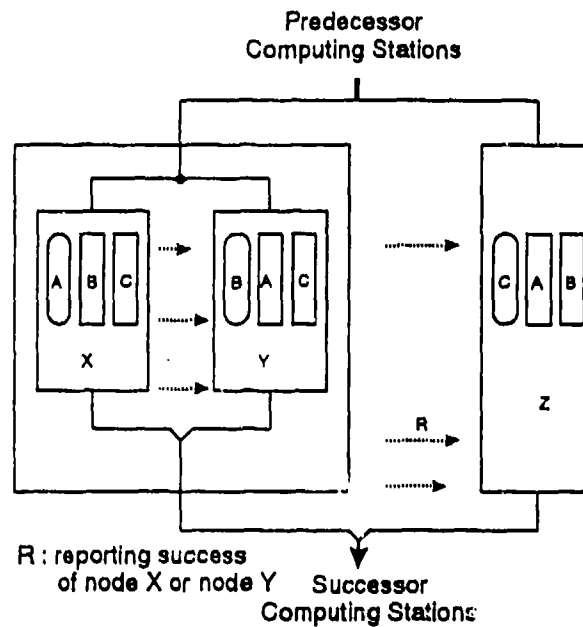 Predecessor
Computing Stations
A B C
B A C
C A B
X
Y
Z
R
R : reporting success
of node X or node Y
Successor
Computing Stations